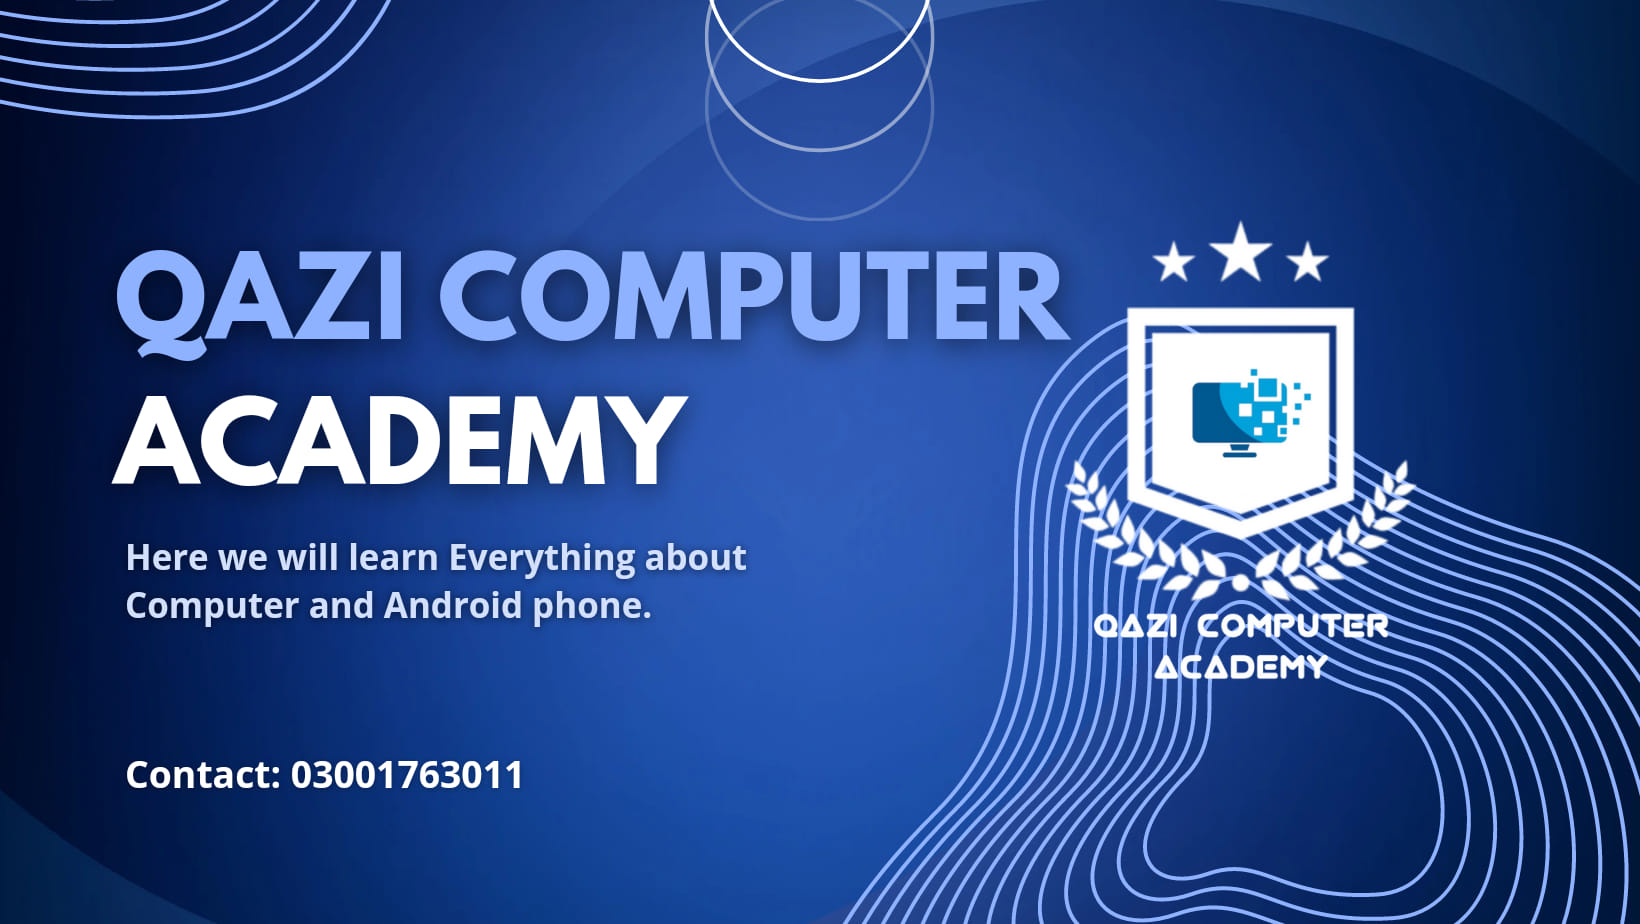 QAZI COMPUTER
ACADEMY
Here we will learn Everything about
Computer and Android phone.
Contact: 03001763011
QAZI COMPUTER
ACADEMY